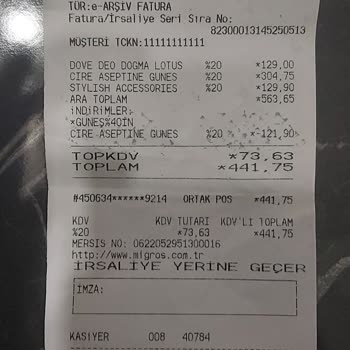 TÜR:e-ARŞİV FATURA
Fatura/İrsaliye Seri Sıra No:
82300013145250513
MÜŞTERİ TCKN:11111111111
DOVE DEO DOGMA LOTUS %20 *129,00
CIRE ASEPTINE GUNES %20 *304,75
STYLISH ACCESSORIES %20 *129,90
ARA TOPLAM *563,65
İNDİRİMLER:
*GÜNEŞ%40İN
CIRE ASEPTINE GUNES %20 *-121,90
TOPKDV *73,63
TOPLAM *441,75
#450634******9214 ORTAK POS *441,75
KDV KDV TUTARI KDV'Lİ TOPLAM
%20 *73,63 *441,75
MERSIS NO: 0622052951300016
http://www.migros.com.tr
İRSALİYE YERİNE GEÇER
İMZA:
KASİYER 008 40784